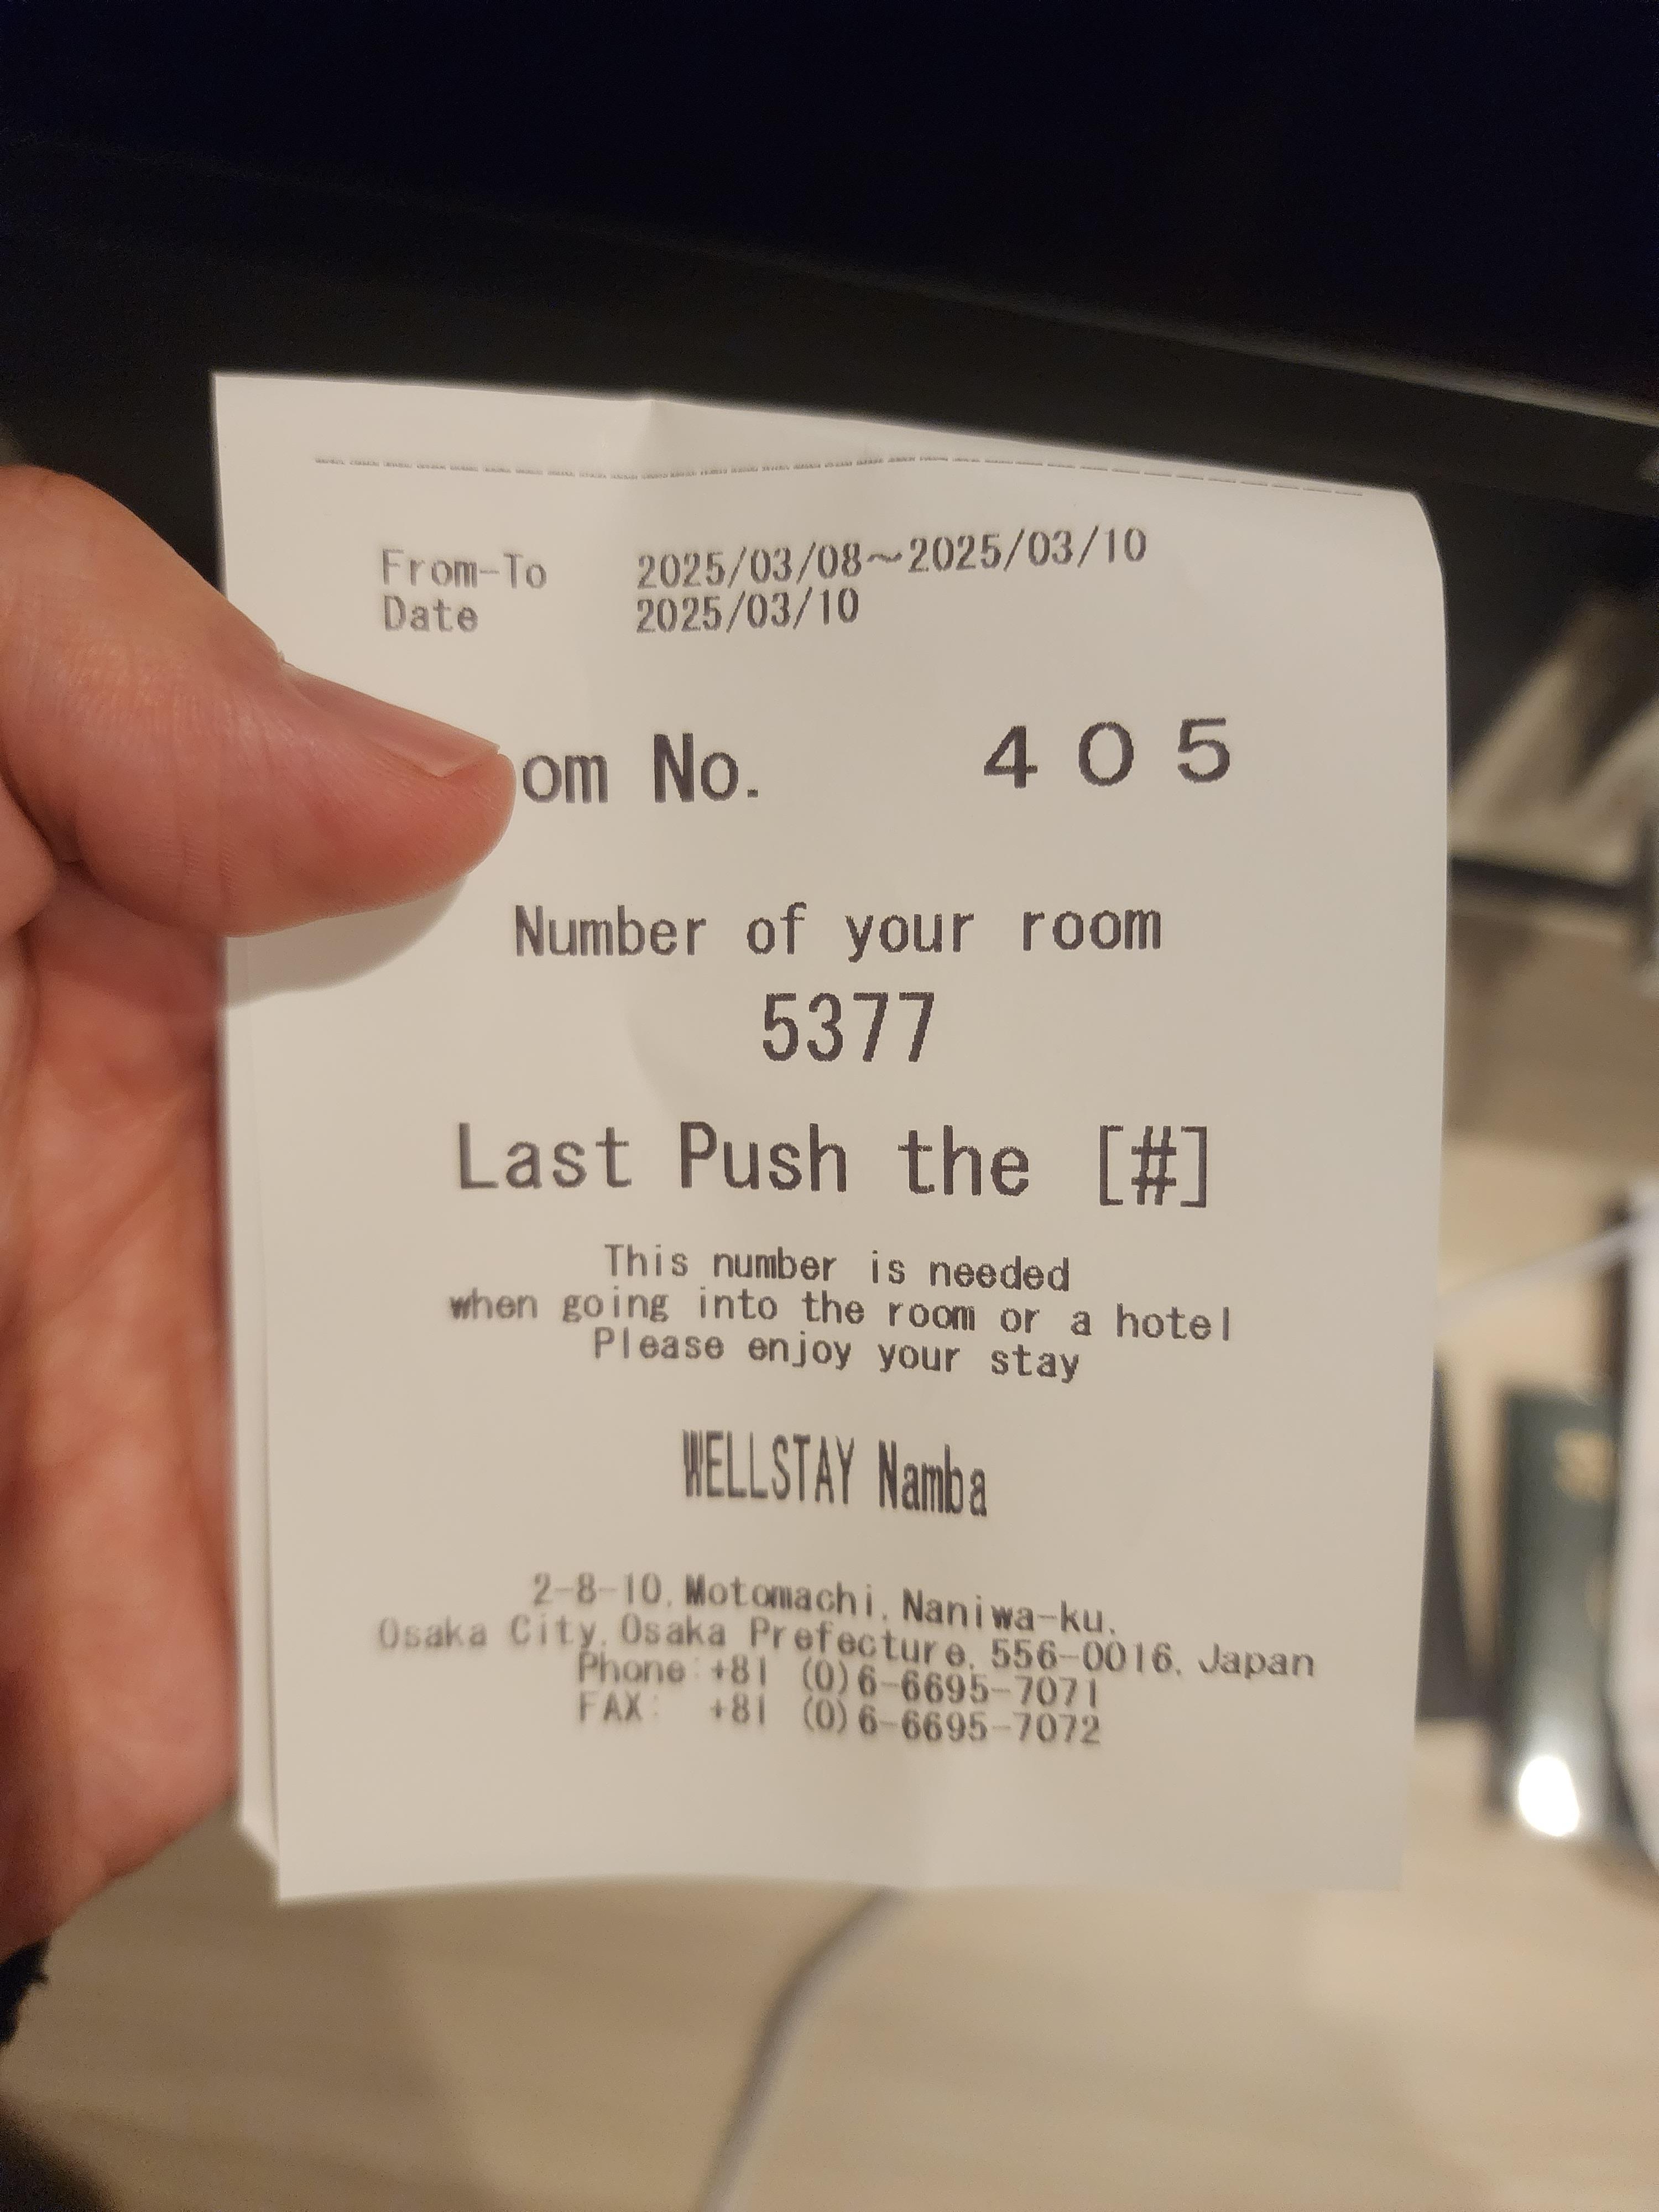 From-To 2025/03/08～2025/03/10
Date 2025/03/10
om No. 405
Number of your room
5377
Last Push the [#]
This number is needed
when going into the room or a hotel
Please enjoy your stay
WELLSTAY Namba
2-8-10, Motomachi, Naniwa-ku,
Osaka City, Osaka Prefecture, 556-0016, Japan
Phone:+81 (0)6-6695-7071
FAX: +81 (0)6-6695-7072